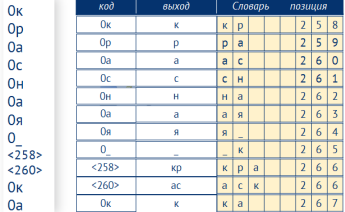 0к
0р
0а
0с
0н
0а
0я
0_
<258>
<260>
0к
0а
код выход Словарь позиция
0к к к р 2 5 8
0р р р а 2 5 9
0а а а с 2 6 0
0с с с н 2 6 1
0н н н а 2 6 2
0а а а я 2 6 3
0я я я _ 2 6 4
0_ _ _ к 2 6 5
<258> кр к р а 2 6 6
<260> ас а с к 2 6 6
0к к к а 2 6 7